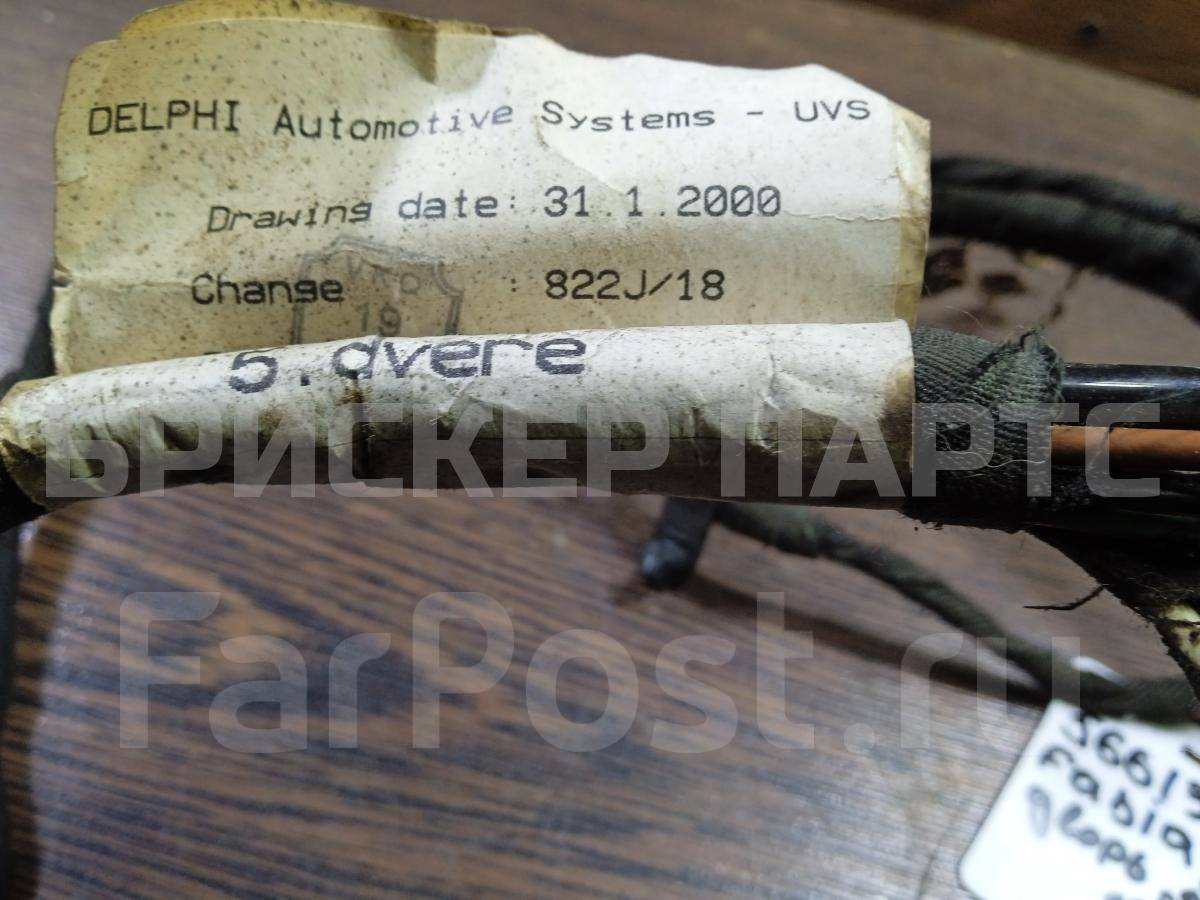 DELPHI Automotive Systems - UVS
Drawing date: 31.1.2000
Change : 822J/18
19
5.dvere
БРИСКЕР ПАРТС
FarPost.ru
Fabia